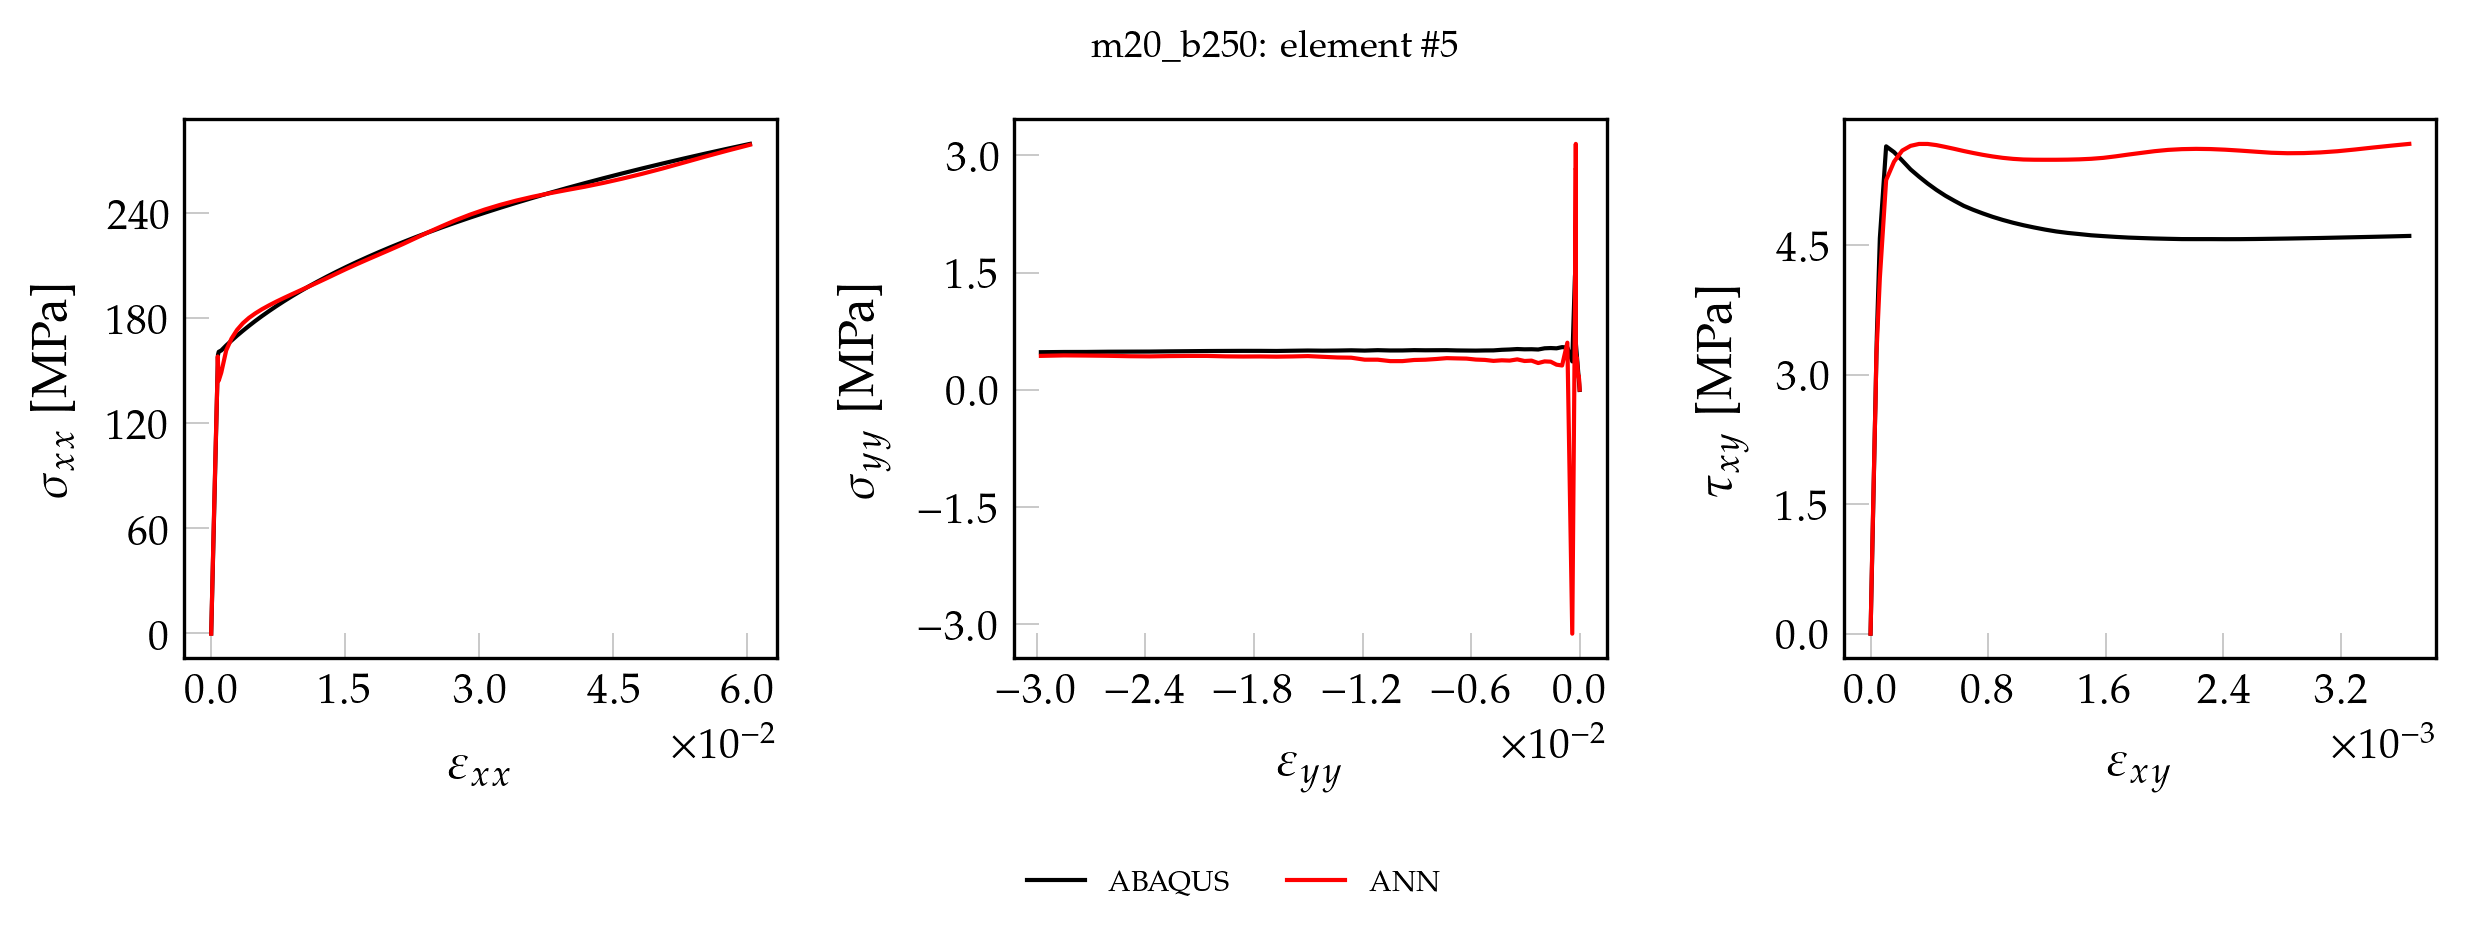 m20_b250: element #5
σxx [MPa]
240
180
120
60
0
0.0 1.5 3.0 4.5 6.0
×10−2
εxx
σyy [MPa]
3.0
1.5
0.0
−1.5
−3.0
−3.0 −2.4 −1.8 −1.2 −0.6 0.0
×10−2
εyy
τxy [MPa]
4.5
3.0
1.5
0.0
0.0 0.8 1.6 2.4 3.2
×10−3
εxy
ABAQUS ANN